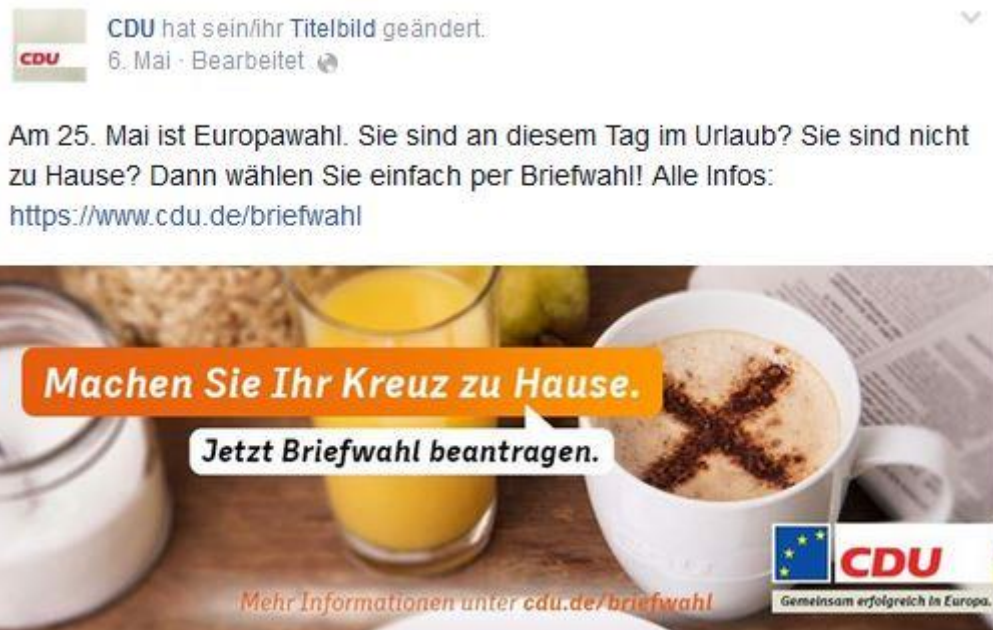 CDU hat sein/ihr Titelbild geändert.
CDU
6. Mai · Bearbeitet
Am 25. Mai ist Europawahl. Sie sind an diesem Tag im Urlaub? Sie sind nicht
zu Hause? Dann wählen Sie einfach per Briefwahl! Alle Infos:
https://www.cdu.de/briefwahl
Machen Sie Ihr Kreuz zu Hause.
Jetzt Briefwahl beantragen.
CDU
Mehr Informationen unter cdu.de/briefwahl
Gemeinsam erfolgreich in Europa.